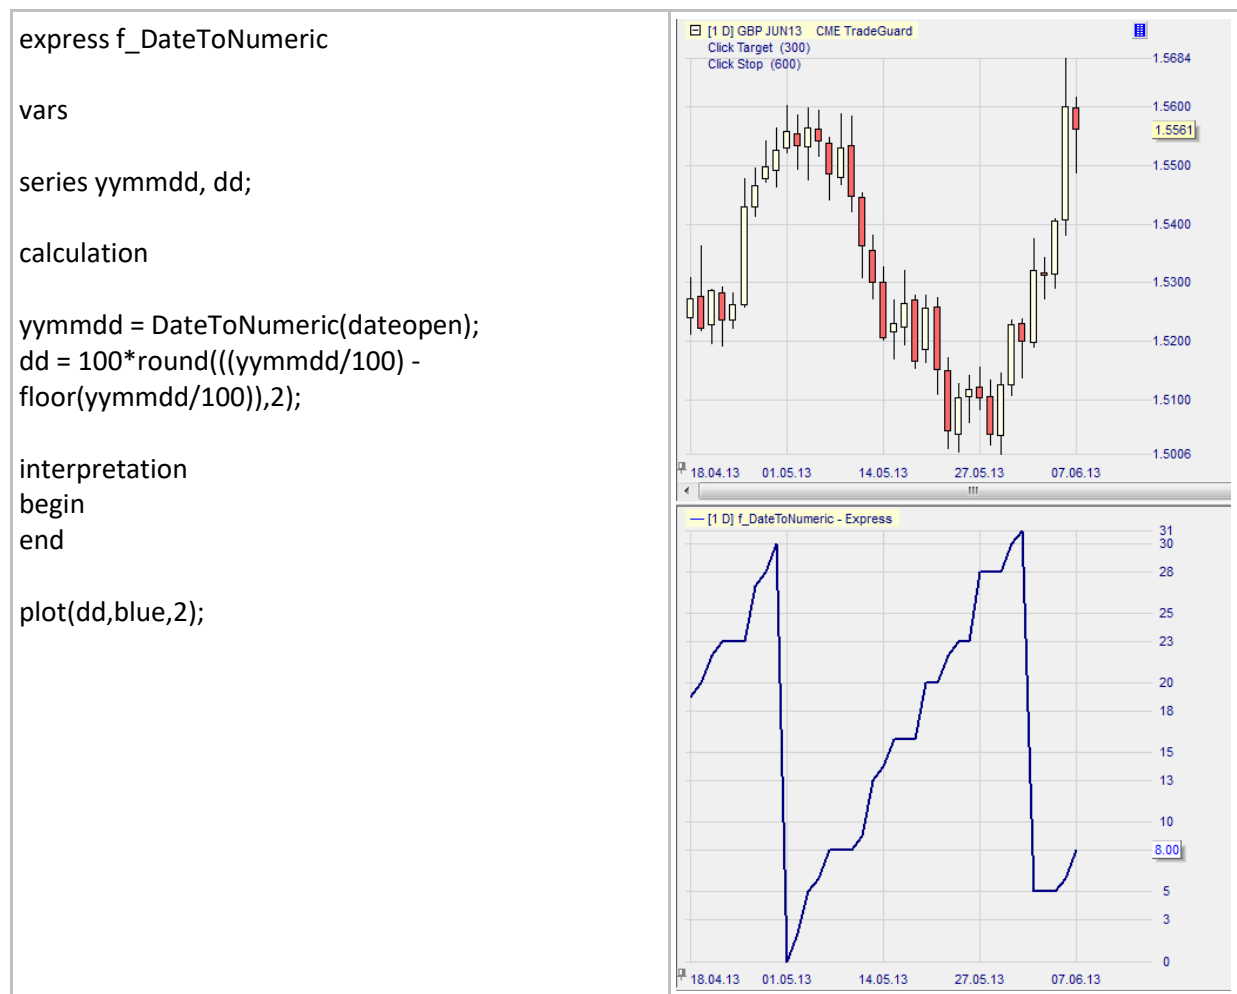 express f_DateToNumeric
vars
series yymmdd, dd;
calculation
yymmdd = DateToNumeric(dateopen);
dd = 100*round(((yymmdd/100) -
floor(yymmdd/100)),2);
interpretation
begin
end
plot(dd,blue,2);
[1 D] GBP JUN13 CME TradeGuard
Click Target (300)
Click Stop (600)
1.5684
1.5600
1.5561
1.5500
1.5400
1.5300
1.5200
1.5100
1.5006
18.04.13 01.05.13 14.05.13 27.05.13 07.06.13
[1 D] f_DateToNumeric - Express
31
30
28
25
23
20
18
15
13
10
8.00
5
3
0
18.04.13 01.05.13 14.05.13 27.05.13 07.06.13